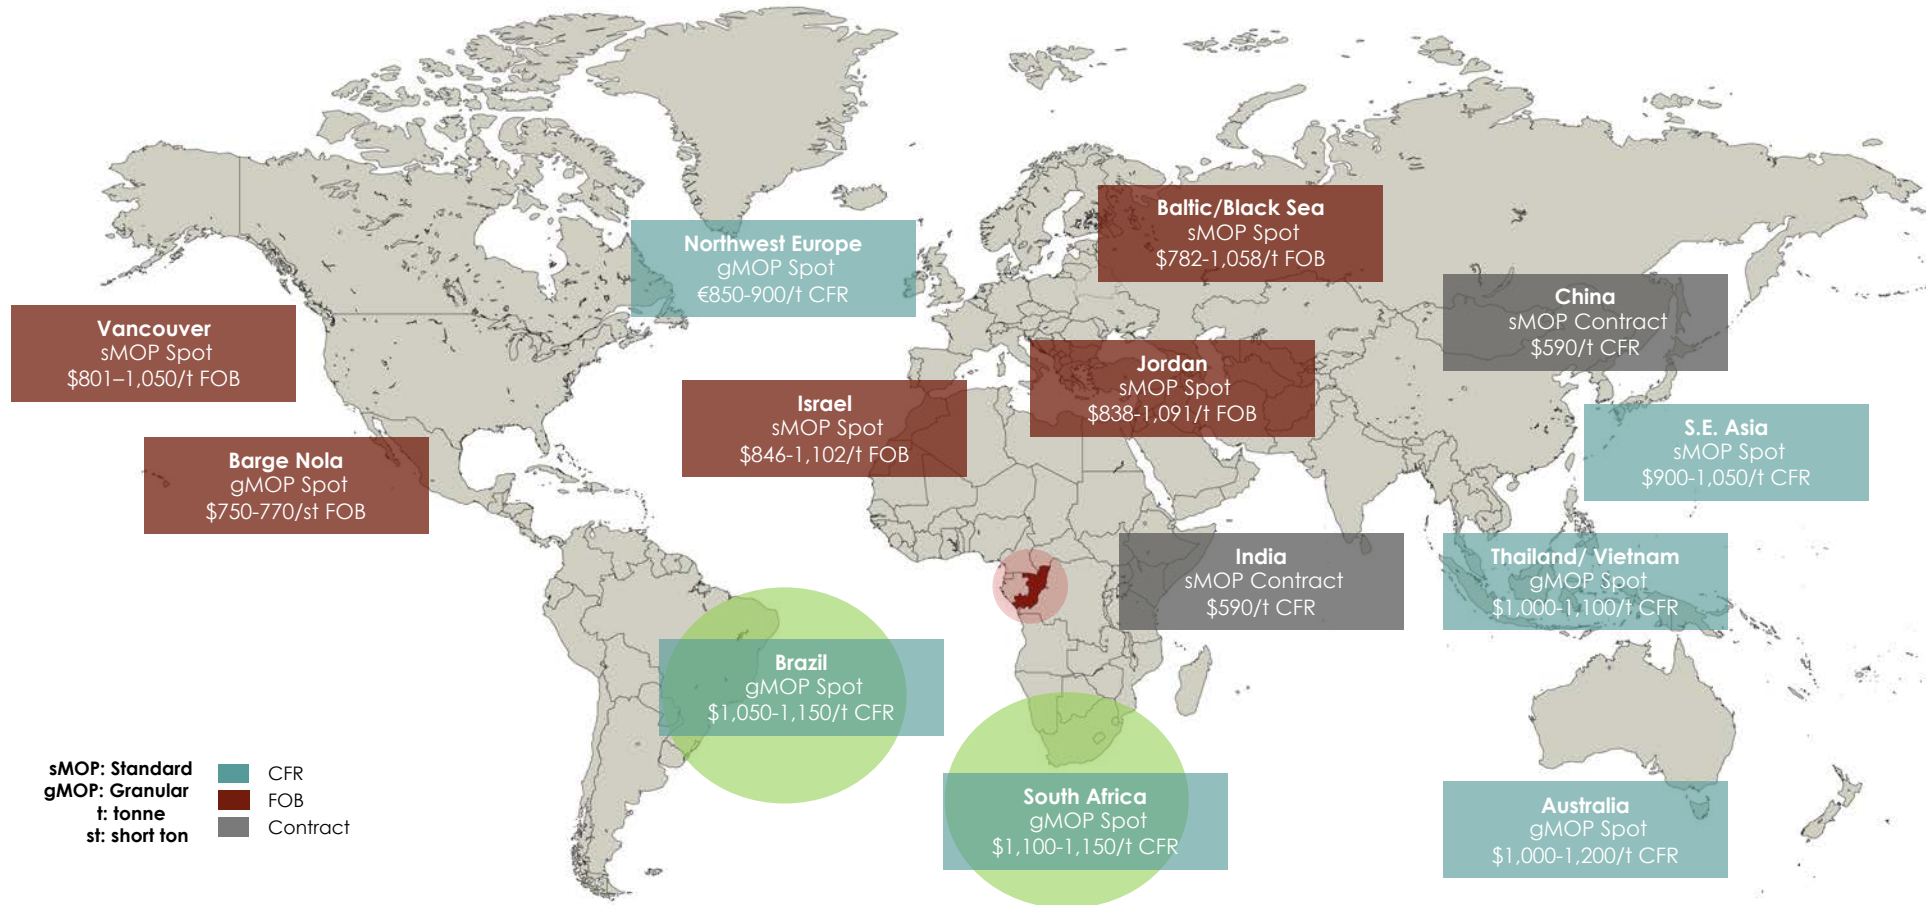 Baltic/Black Sea
sMOP Spot
$782-1,058/t FOB
Northwest Europe
gMOP Spot
€850-900/t CFR
China
sMOP Contract
$590/t CFR
Vancouver
sMOP Spot
$801–1,050/t FOB
Jordan
sMOP Spot
$838-1,091/t FOB
Israel
sMOP Spot
$846-1,102/t FOB
S.E. Asia
sMOP Spot
$900-1,050/t CFR
Barge Nola
gMOP Spot
$750-770/st FOB
India
sMOP Contract
$590/t CFR
Thailand/ Vietnam
gMOP Spot
$1,000-1,100/t CFR
Brazil
gMOP Spot
$1,050-1,150/t CFR
South Africa
gMOP Spot
$1,100-1,150/t CFR
Australia
gMOP Spot
$1,000-1,200/t CFR
sMOP: Standard
gMOP: Granular
t: tonne
st: short ton
CFR
FOB
Contract